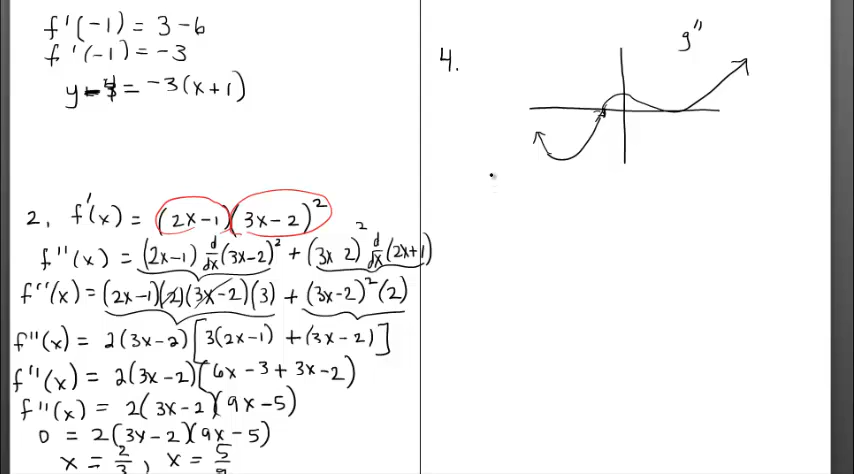 f'(-1) = 3 - 6
f'(-1) = -3
= -3(x+1)
2. f'(x) = (2x-1)(3x-2)²
f''(x) = (2x-1) d/dx (3x-2)² + (3x 2)² d/dx (2x+1)
f''(x) = (2x-1)(2)(3x-2)(3) + (3x-2)²(2)
f''(x) = 2(3x-2)[3(2x-1) + (3x-2)]
f''(x) = 2(3x-2)(6x-3+3x-2)
f''(x) = 2(3x-2)(9x-5)
0 = 2(3x-2)(9x-5)
x = 2/3, x = 5/9
4.
g''